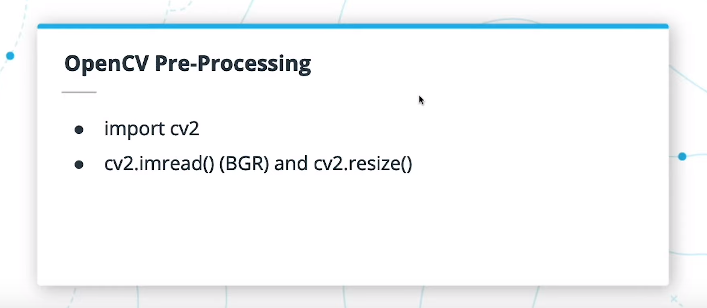 OpenCV Pre-Processing
● import cv2
● cv2.imread() (BGR) and cv2.resize()